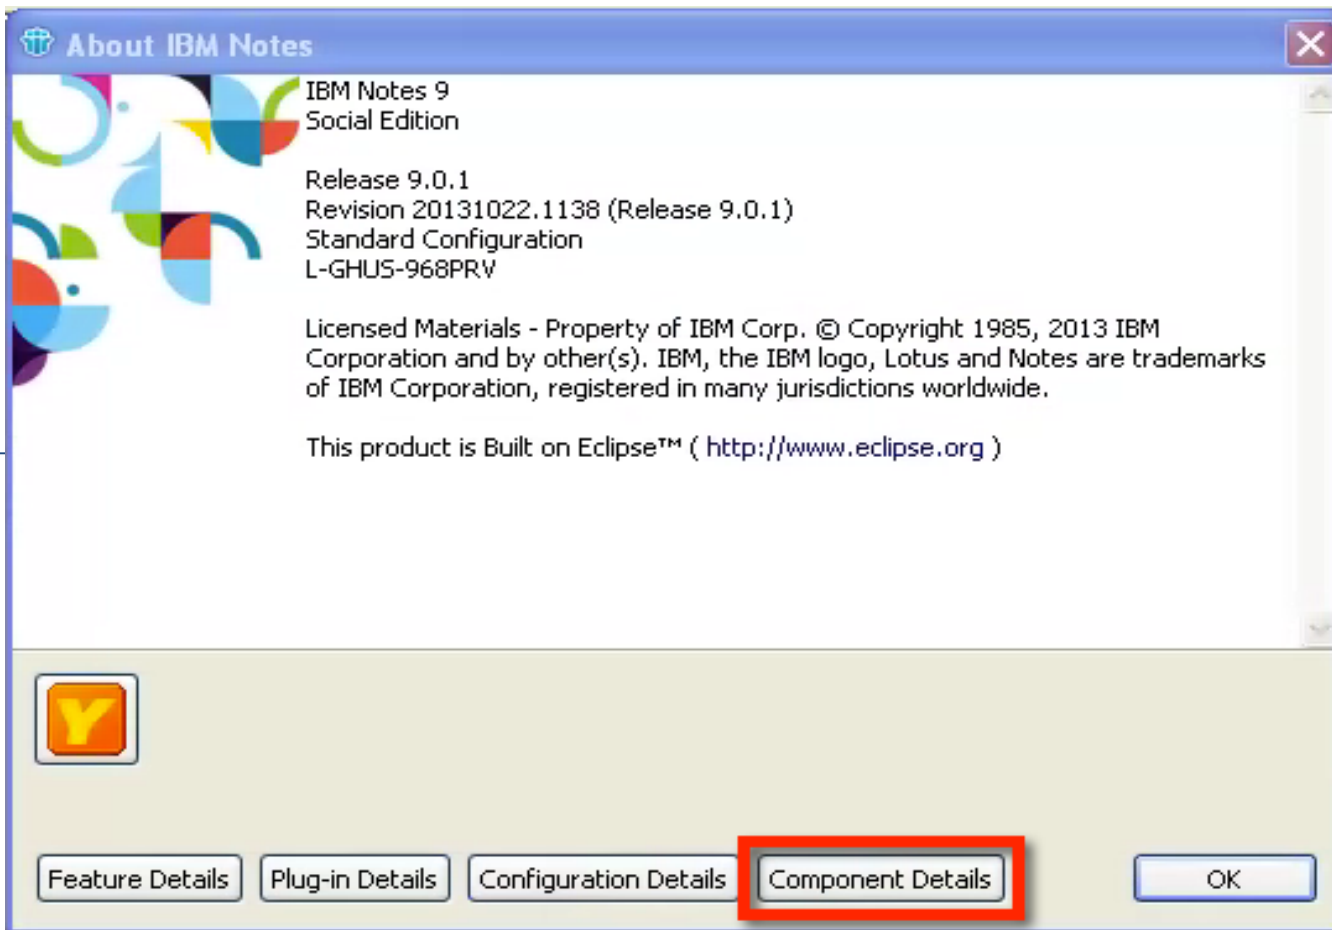 About IBM Notes
IBM Notes 9
Social Edition
Release 9.0.1
Revision 20131022.1138 (Release 9.0.1)
Standard Configuration
L-GHUS-968PRV
Licensed Materials - Property of IBM Corp. © Copyright 1985, 2013 IBM
Corporation and by other(s). IBM, the IBM logo, Lotus and Notes are trademarks
of IBM Corporation, registered in many jurisdictions worldwide.
This product is Built on Eclipse™ ( http://www.eclipse.org )
Y
Feature Details Plug-in Details Configuration Details Component Details OK